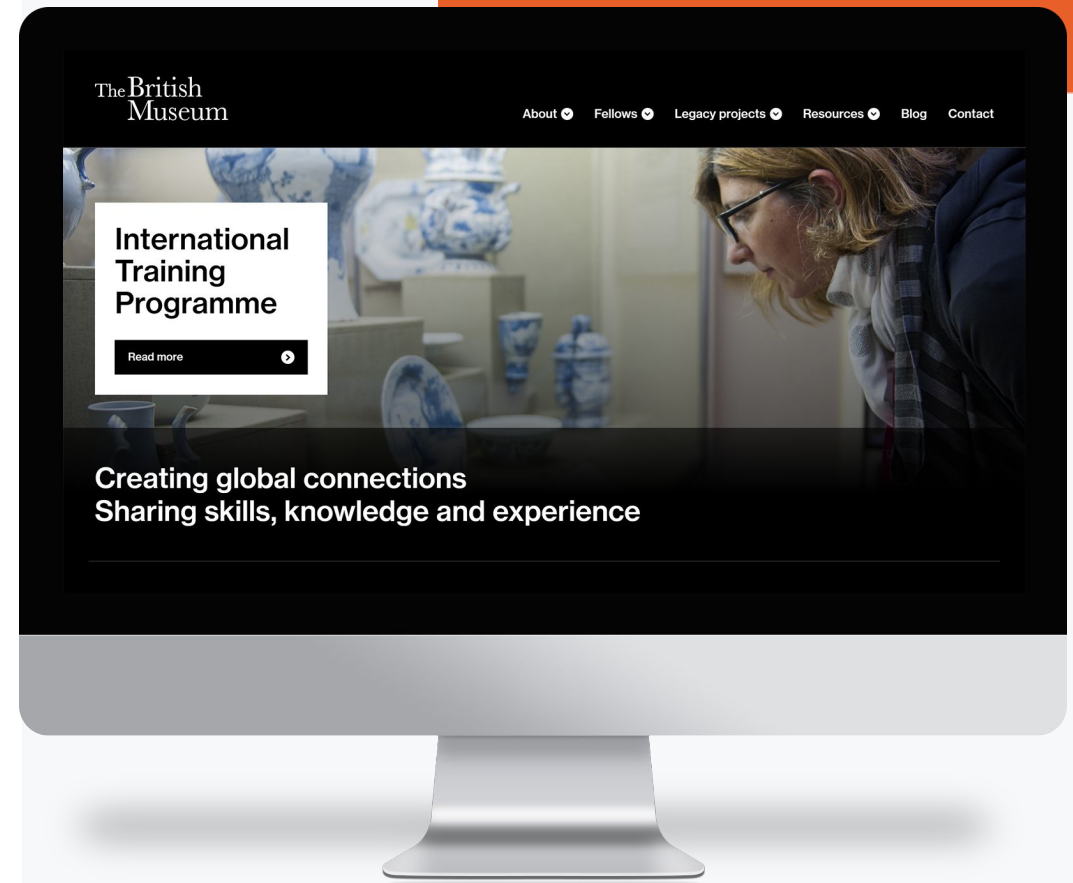 The British
Museum
About
Fellows
Legacy projects
Resources
Blog
Contact
International
Training
Programme
Read more
Creating global connections
Sharing skills, knowledge and experience